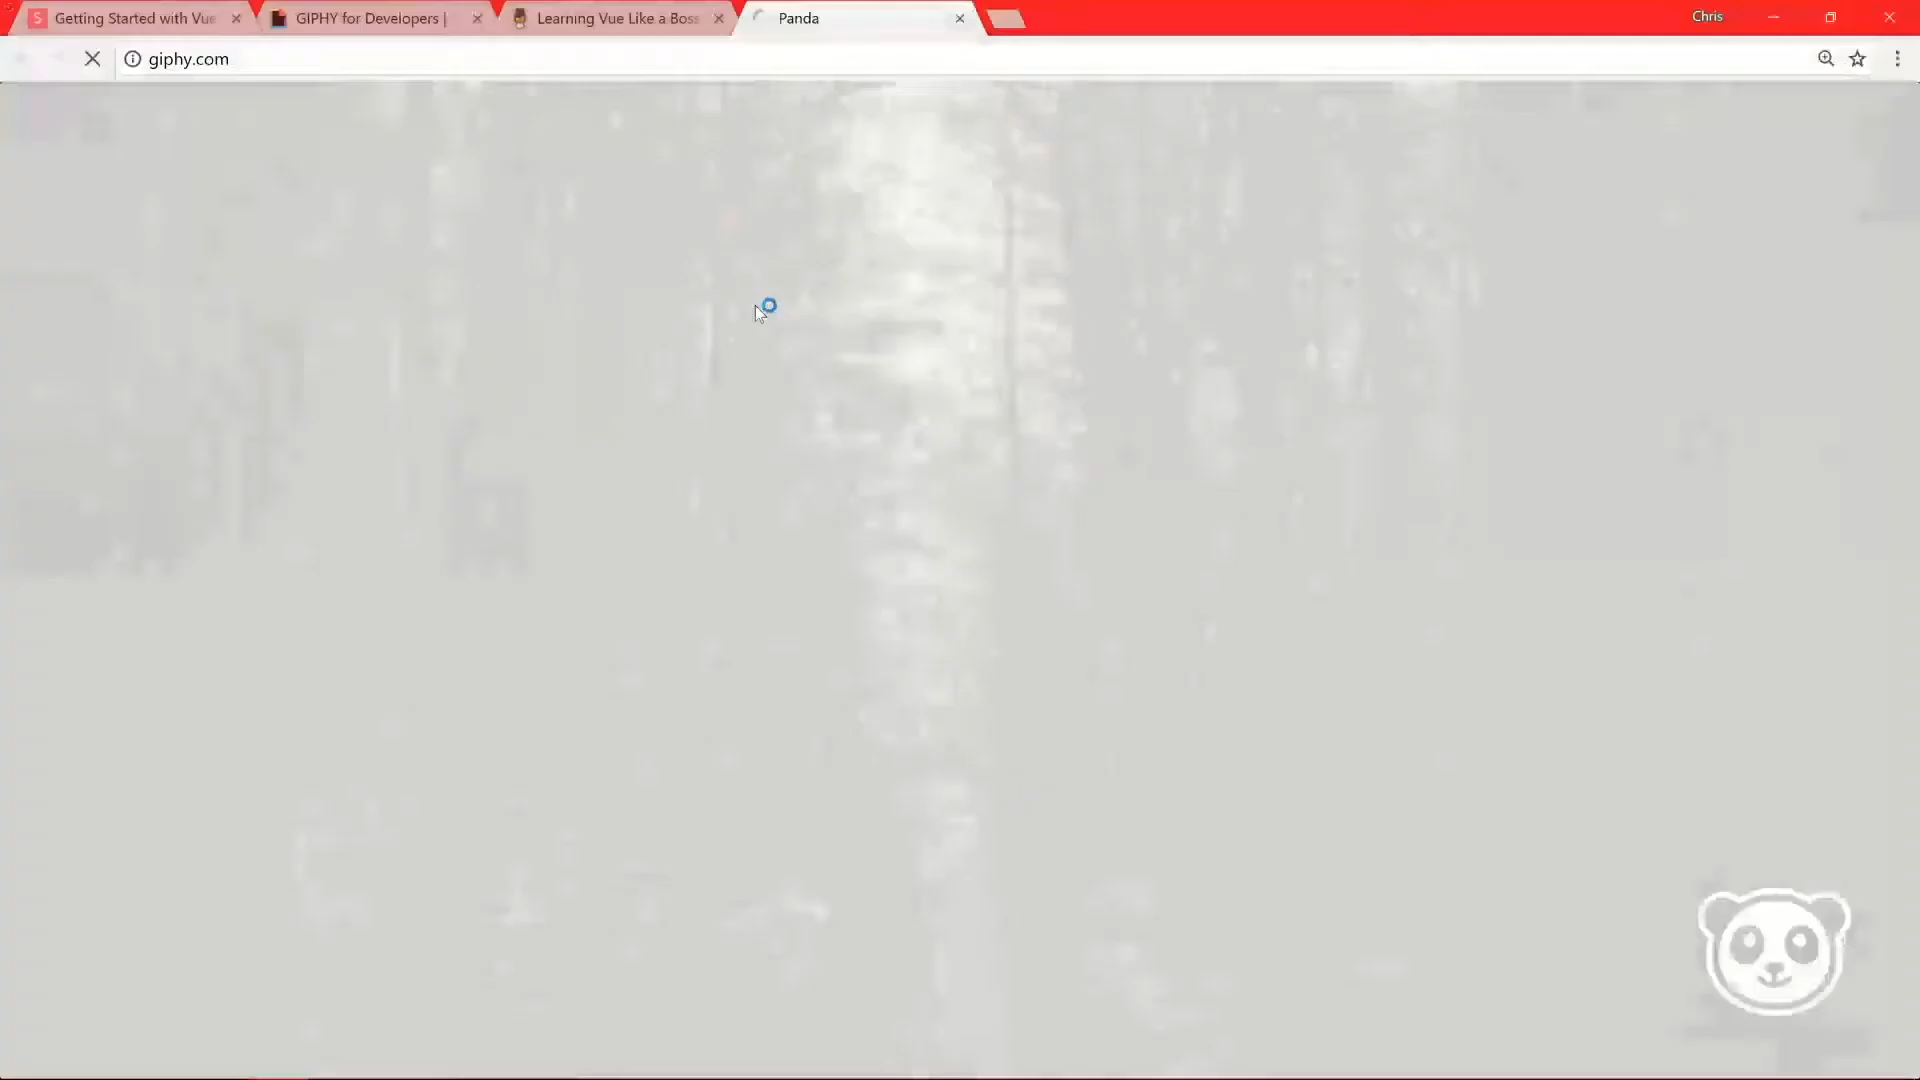 Getting Started with Vue
GIPHY for Developers |
Learning Vue Like a Boss
Panda
Chris
giphy.com